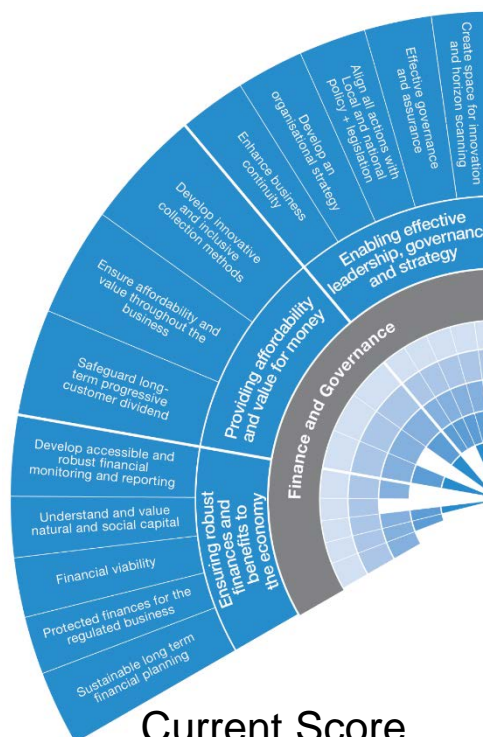 Create space for innovation
and horizon scanning
Effective governance
and assurance
Align all actions with
Local and national
policy + legislation
Develop an
organisational strategy
Enhance business
continuity
Enabling effective
leadership, governance
and strategy
Develop innovative
and inclusive
collection methods
Ensure affordability and
value throughout the
business
Safeguard long-
term progressive
customer dividend
Providing affordability
and value for money
Develop accessible and
robust financial
monitoring and reporting
Understand and value
natural and social capital
Financial viability
Protected finances for the
regulated business
Sustainable long term
financial planning
Ensuring robust
finances and
benefits to
the economy
Finance and Governance
Current Score